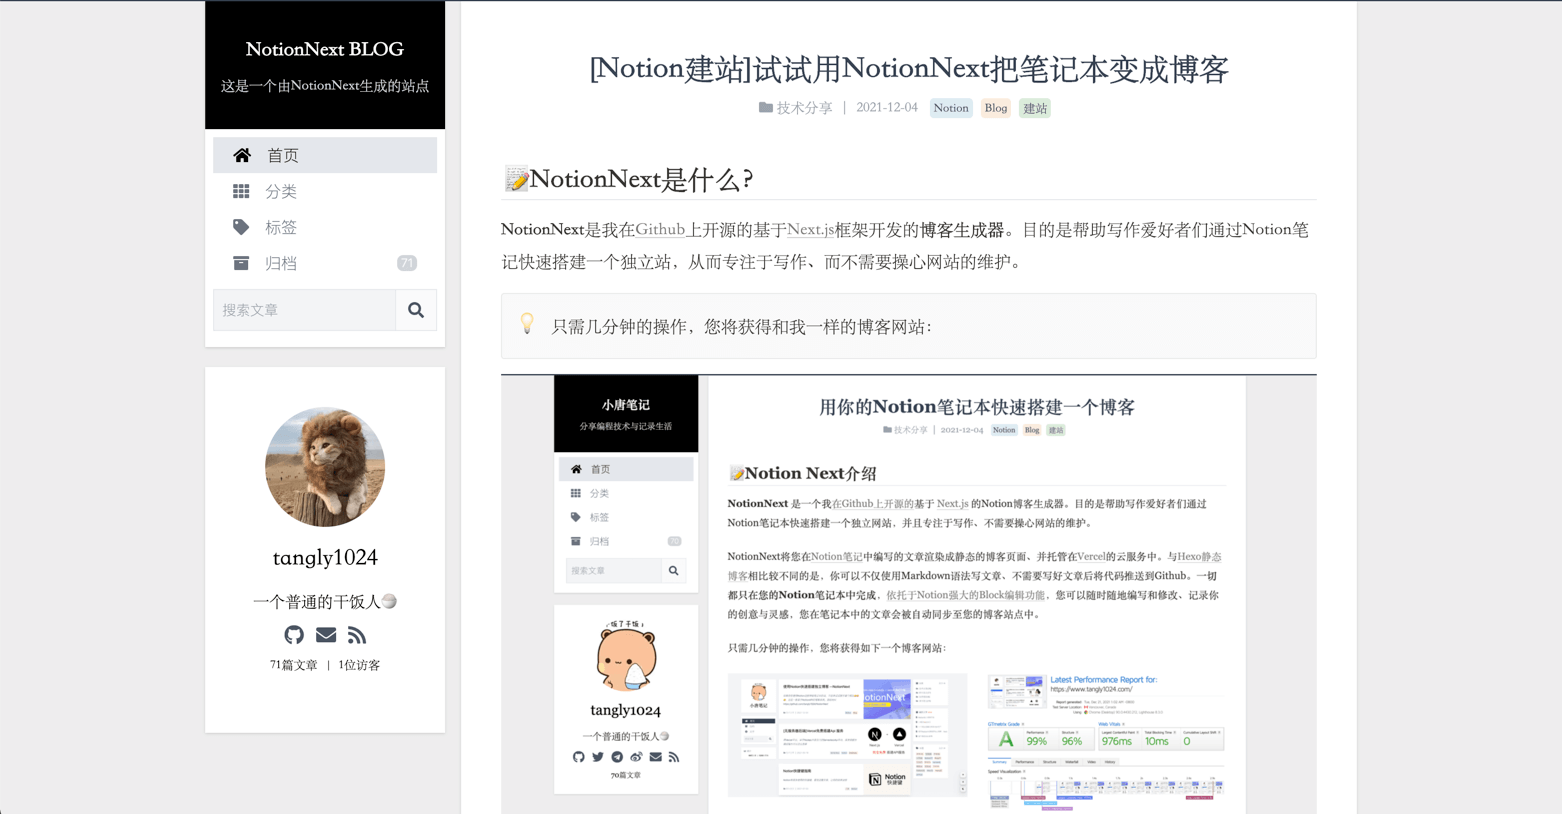 NotionNext BLOG
这是一个由NotionNext生成的站点
首页
分类
标签
归档 71
搜索文章
tangly1024
一个普通的干饭人
71篇文章 | 1位访客
[Notion建站]试试用NotionNext把笔记本变成博客
技术分享 | 2021-12-04 Notion Blog 建站
NotionNext是什么?
NotionNext是我在Github上开源的基于Next.js框架开发的博客生成器。目的是帮助写作爱好者们通过Notion笔
记快速搭建一个独立站，从而专注于写作、而不需要操心网站的维护。
只需几分钟的操作，您将获得和我一样的博客网站：
小唐笔记
分享编程技术与记录生活
首页
分类
标签
归档 70
搜索文章
tangly1024
一个普通的干饭人
70篇文章
用你的Notion笔记本快速搭建一个博客
技术分享 | 2021-12-04 Notion Blog 建站
Notion Next介绍
NotionNext 是一个我在Github上开源的基于 Next.js 的Notion博客生成器。目的是帮助写作爱好者们通过
Notion笔记本快速搭建一个独立网站，并且专注于写作、不需要操心网站的维护。
NotionNext将您在Notion笔记中编写的文章渲染成静态的博客页面、并托管在Vercel的云服务中。与Hexo静态
博客相比较不同的是，你可以不仅使用Markdown语法写文章、不需要写好文章后将代码推送到Github。一切
都只在您的Notion笔记本中完成，依托于Notion强大的Block编辑功能，您可以随时随地编写和修改、记录你
的创意与灵感，您在笔记本中的文章会被自动同步至您的博客站点中。
只需几分钟的操作，您将获得如下一个博客网站：
小唐笔记
Notion
Latest Performance Report for:
https://www.tangly1024.com/
GTmetrix Grade
Web Vitals
A
Performance
99%
Structure
96%
976ms
10ms
0
Summary Performance Structure Waterfall Video History
Speed Visualization